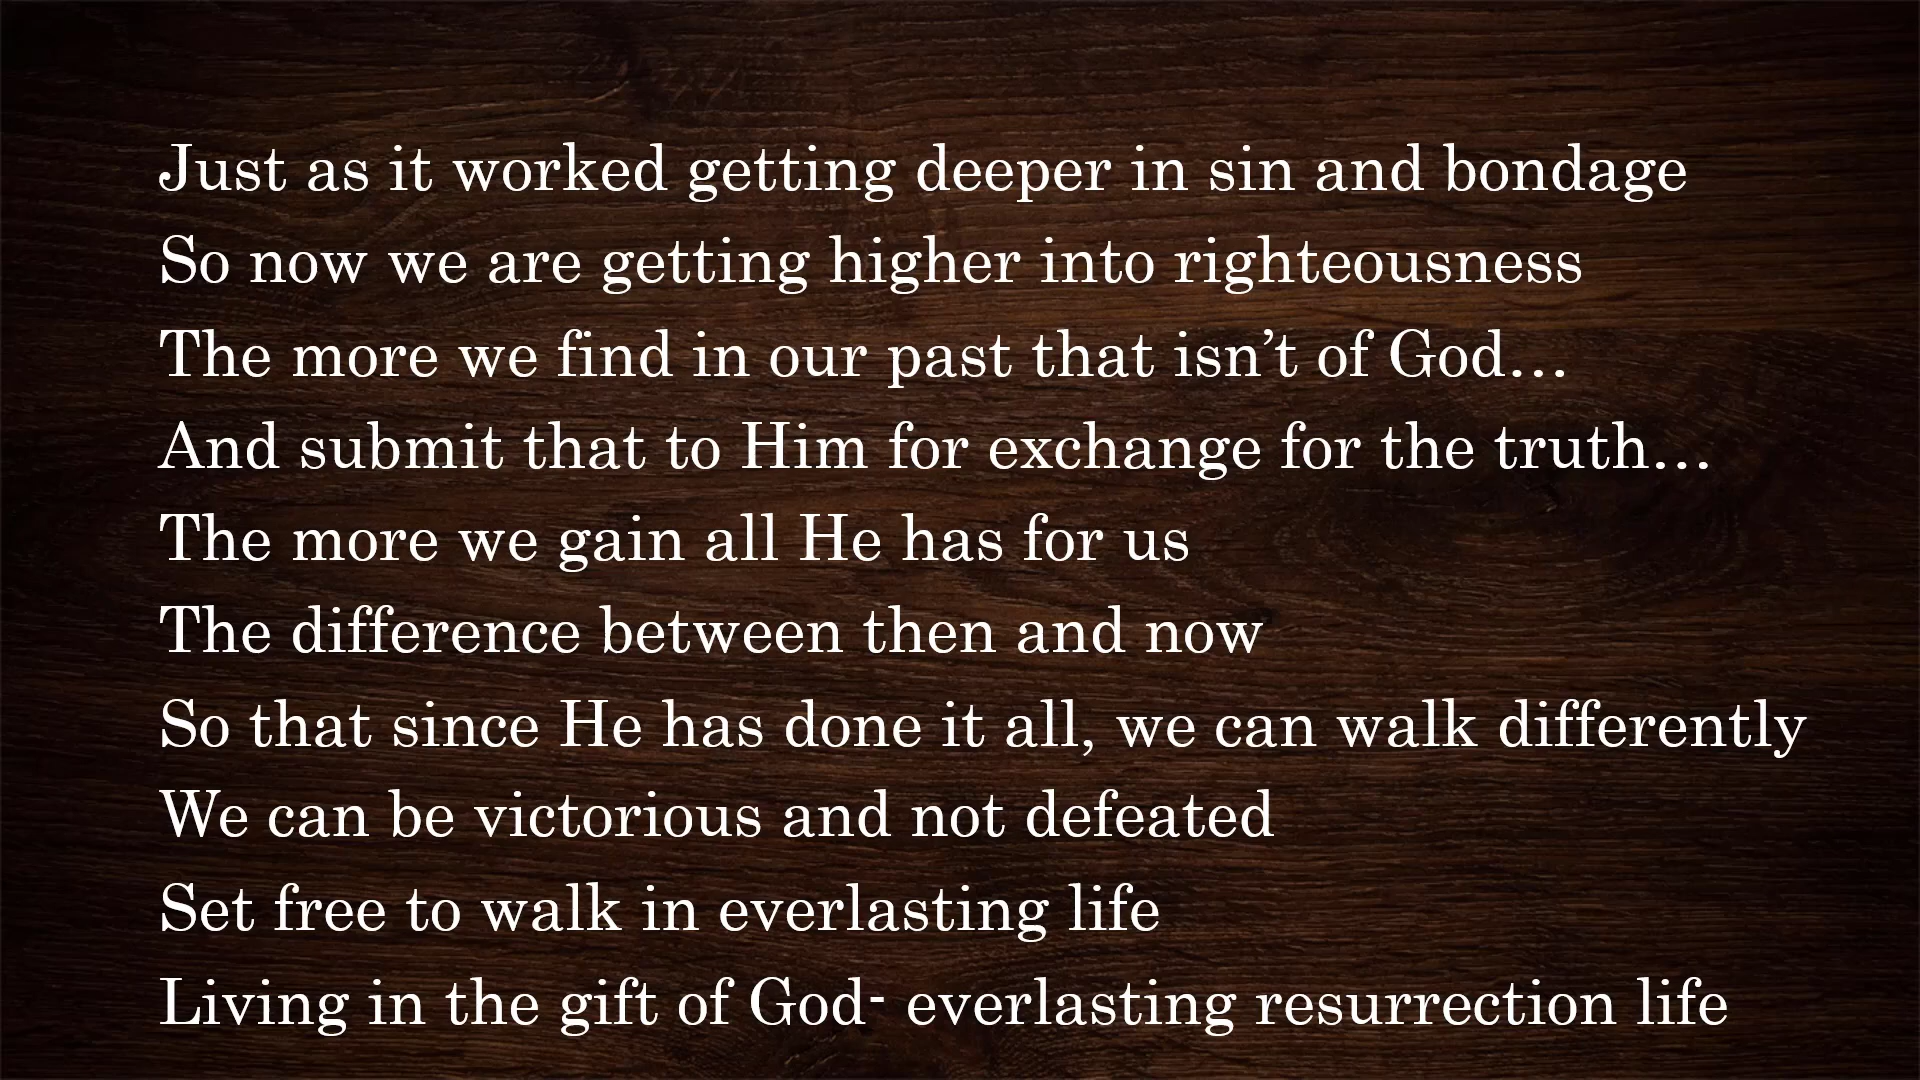 Just as it worked getting deeper in sin and bondage
So now we are getting higher into righteousness
The more we find in our past that isn’t of God…
And submit that to Him for exchange for the truth…
The more we gain all He has for us
The difference between then and now
So that since He has done it all, we can walk differently
We can be victorious and not defeated
Set free to walk in everlasting life
Living in the gift of God- everlasting resurrection life